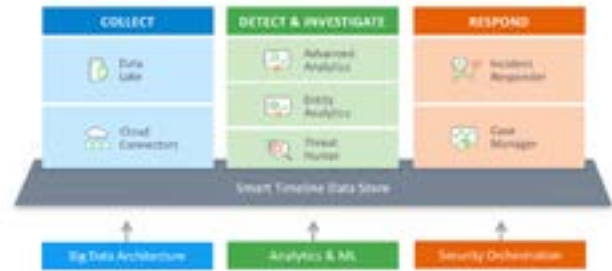 COLLECT
DETECT & INVESTIGATE
RESPOND
Data
Lake
Cloud
Connectors
Advanced
Analytics
Entity
Analytics
Threat
Hunter
Incident
Responder
Case
Manager
Smart Timeline Data Store
Big Data Architecture
Analytics & ML
Security Orchestration